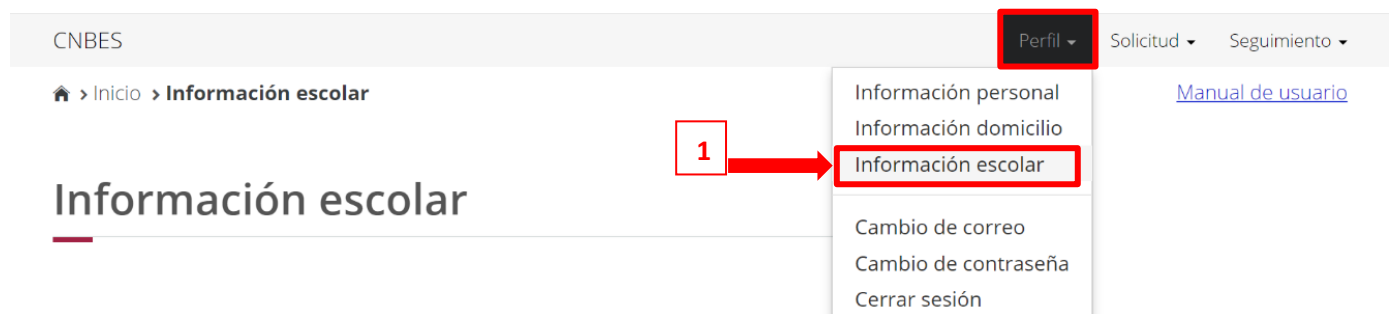 CNBES
Perfil Solicitud Seguimiento
> Inicio > Información escolar
Manual de usuario
Información personal
Información domicilio
1
Información escolar
Información escolar
Cambio de correo
Cambio de contraseña
Cerrar sesión